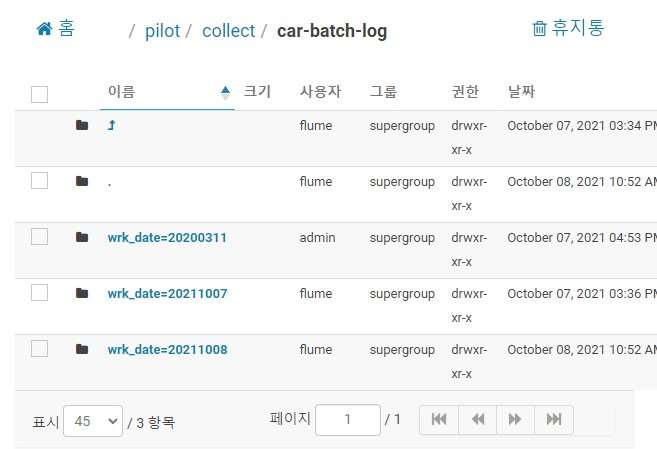 홈 / pilot / collect / car-batch-log 휴지통
이름 크기 사용자 그룹 권한 날짜
flume supergroup drwxr-xr-x October 07, 2021 03:34 PM
. flume supergroup drwxr-xr-x October 08, 2021 10:52 AM
wrk_date=20200311 admin supergroup drwxr-xr-x October 07, 2021 04:53 PM
wrk_date=20211007 flume supergroup drwxr-xr-x October 07, 2021 03:36 PM
wrk_date=20211008 flume supergroup drwxr-xr-x October 08, 2021 10:52 AM
표시 45 / 3 항목 페이지 1 / 1